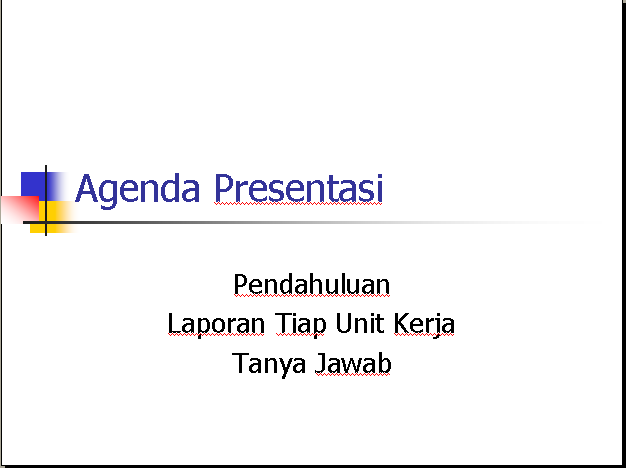 Agenda Presentasi
Pendahuluan
Laporan Tiap Unit Kerja
Tanya Jawab